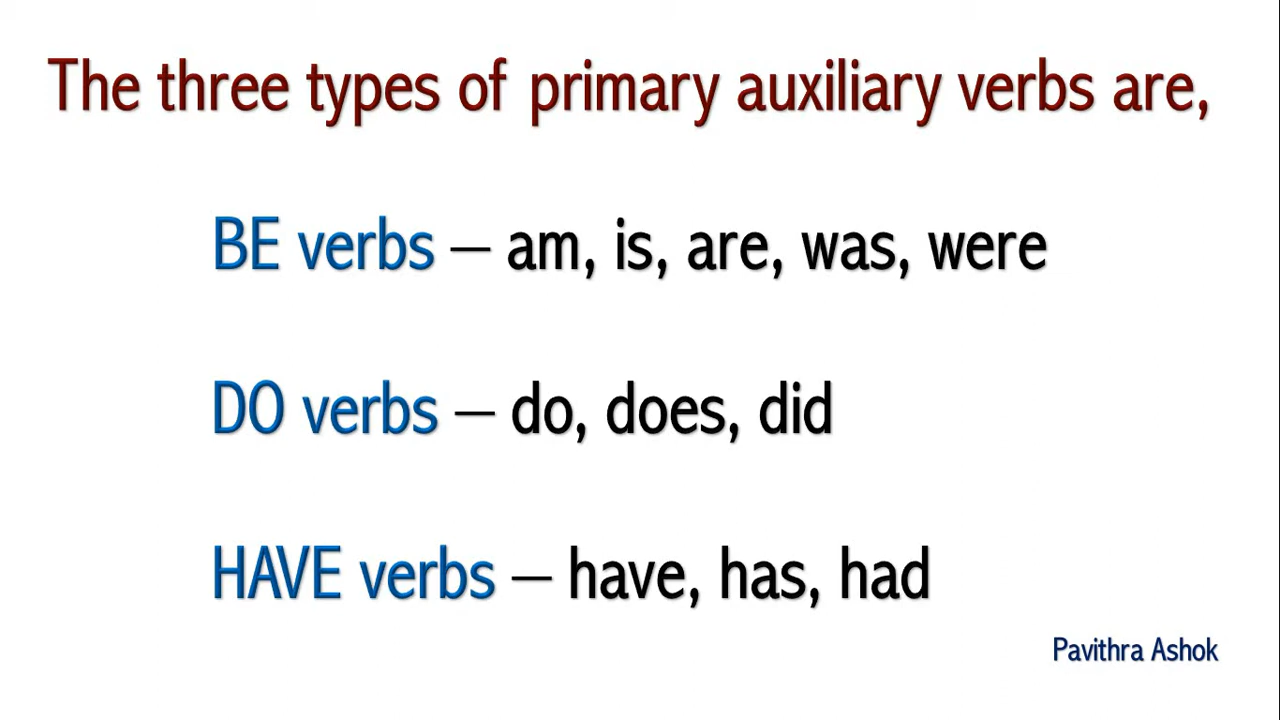 The three types of primary auxiliary verbs are,
BE verbs – am, is, are, was, were
DO verbs – do, does, did
HAVE verbs – have, has, had
Pavithra Ashok